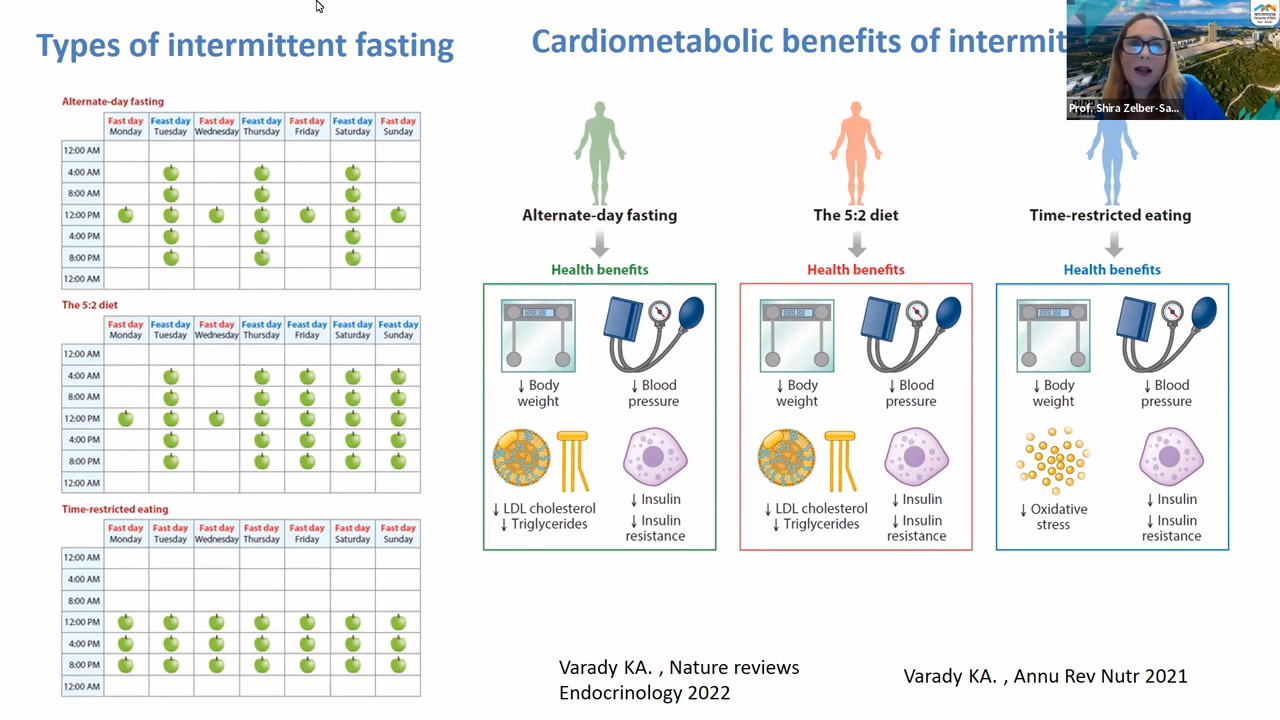 Types of intermittent fasting
Cardiometabolic benefits of intermit
Prof. Shira Zelber-Sa...
Alternate-day fasting
Fast day Feast day Fast day Feast day Fast day Feast day Fast day
Monday Tuesday Wednesday Thursday Friday Saturday Sunday
12:00 AM
4:00 AM
8:00 AM
12:00 PM
4:00 PM
8:00 PM
12:00 AM
The 5:2 diet
Fast day Feast day Fast day Feast day Feast day Feast day Feast day
Monday Tuesday Wednesday Thursday Friday Saturday Sunday
12:00 AM
4:00 AM
8:00 AM
12:00 PM
4:00 PM
8:00 PM
12:00 AM
Time-restricted eating
Fast day Fast day Fast day Fast day Fast day Fast day Fast day
Monday Tuesday Wednesday Thursday Friday Saturday Sunday
12:00 AM
4:00 AM
8:00 AM
12:00 PM
4:00 PM
8:00 PM
12:00 AM
Alternate-day fasting
Health benefits
↓ Body
weight
↓ Blood
pressure
↓ LDL cholesterol
↓ Triglycerides
↓ Insulin
↓ Insulin
resistance
The 5:2 diet
Health benefits
↓ Body
weight
↓ Blood
pressure
↓ LDL cholesterol
↓ Triglycerides
↓ Insulin
↓ Insulin
resistance
Time-restricted eating
Health benefits
↓ Body
weight
↓ Blood
pressure
↓ Oxidative
stress
↓ Insulin
↓ Insulin
resistance
Varady KA. , Nature reviews
Endocrinology 2022
Varady KA. , Annu Rev Nutr 2021